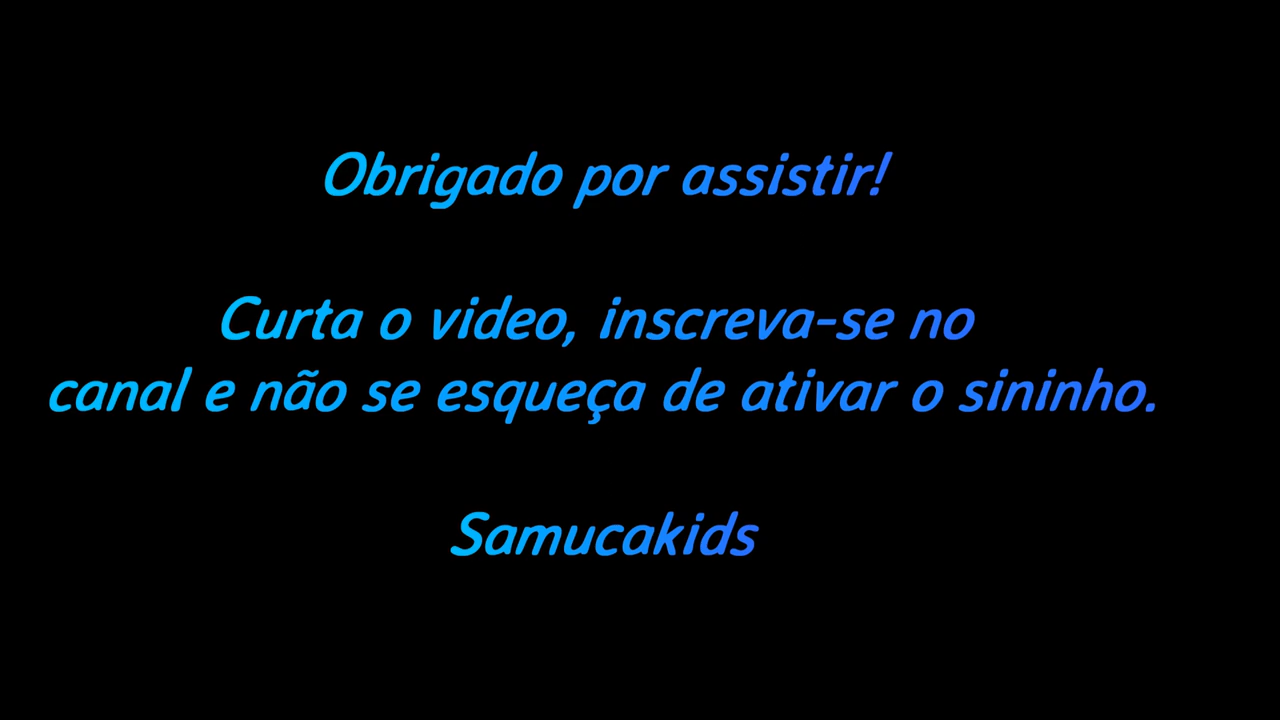 Obrigado por assistir!
Curta o video, inscreva-se no
canal e não se esqueça de ativar o sininho.
Samucakids